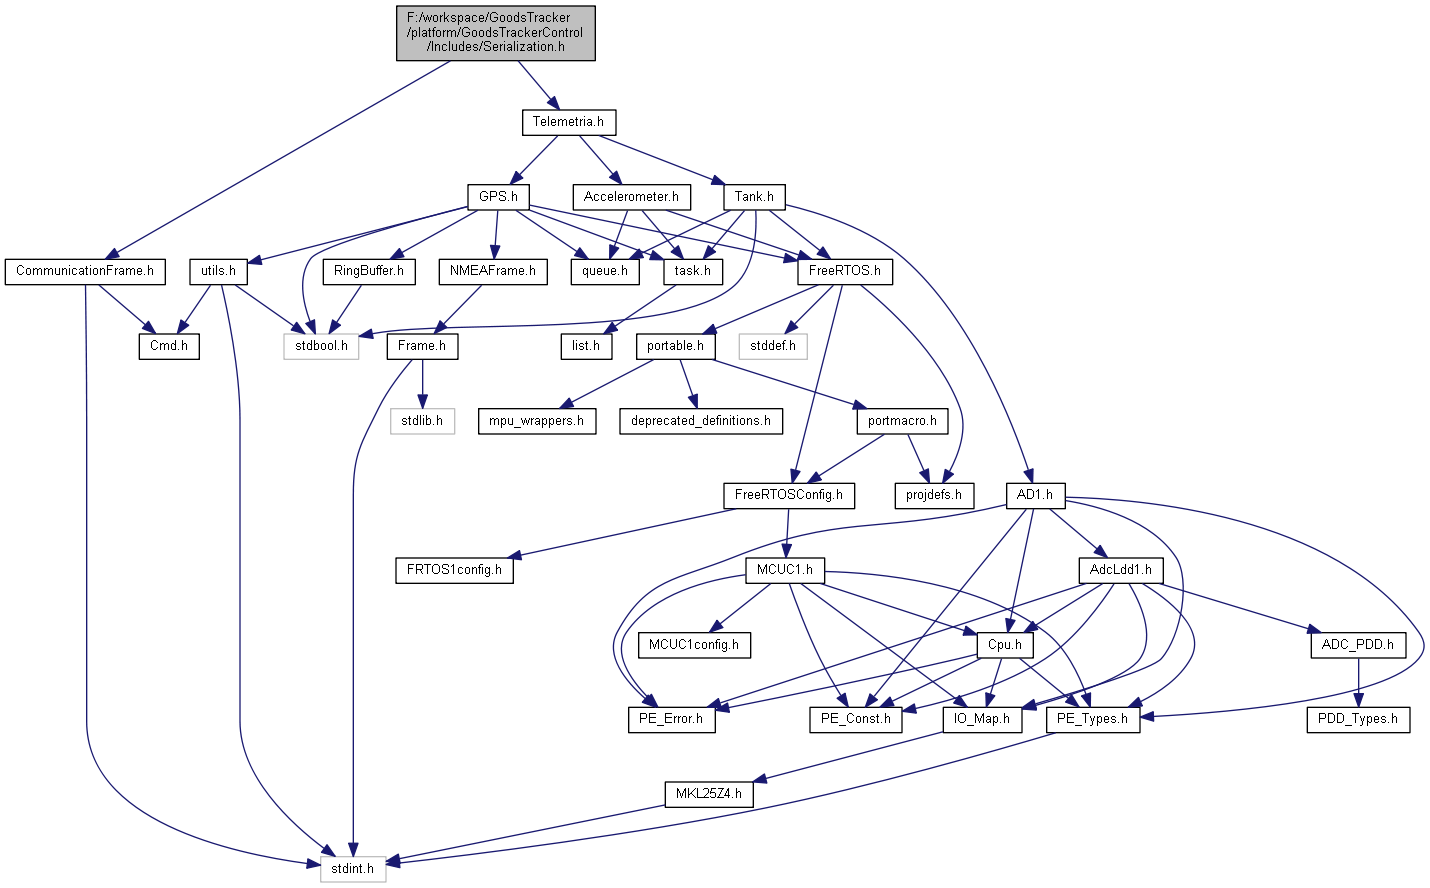 F:/workspace/GoodsTracker
/platform/GoodsTrackerControl
/Includes/Serialization.h
Telemetria.h
GPS.h
Accelerometer.h
Tank.h
CommunicationFrame.h
utils.h
RingBuffer.h
NMEAFrame.h
queue.h
task.h
FreeRTOS.h
Cmd.h
stdbool.h
Frame.h
list.h
portable.h
stddef.h
stdlib.h
mpu_wrappers.h
deprecated_definitions.h
portmacro.h
FreeRTOSConfig.h
projdefs.h
AD1.h
FRTOS1config.h
MCUC1.h
AdcLdd1.h
MCUC1config.h
Cpu.h
ADC_PDD.h
PE_Error.h
PE_Const.h
IO_Map.h
PE_Types.h
PDD_Types.h
MKL25Z4.h
stdint.h